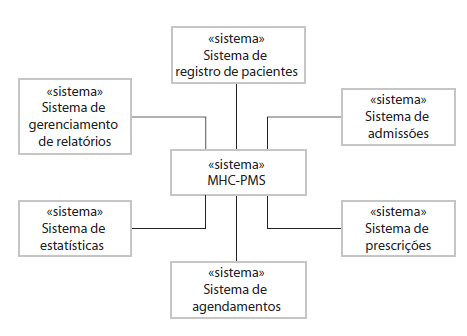 «sistema»
Sistema de
registro de pacientes
«sistema»
Sistema de
gerenciamento
de relatórios
«sistema»
Sistema de
admissões
«sistema»
MHC-PMS
«sistema»
Sistema de
estatísticas
«sistema»
Sistema de
prescrições
«sistema»
Sistema de
agendamentos